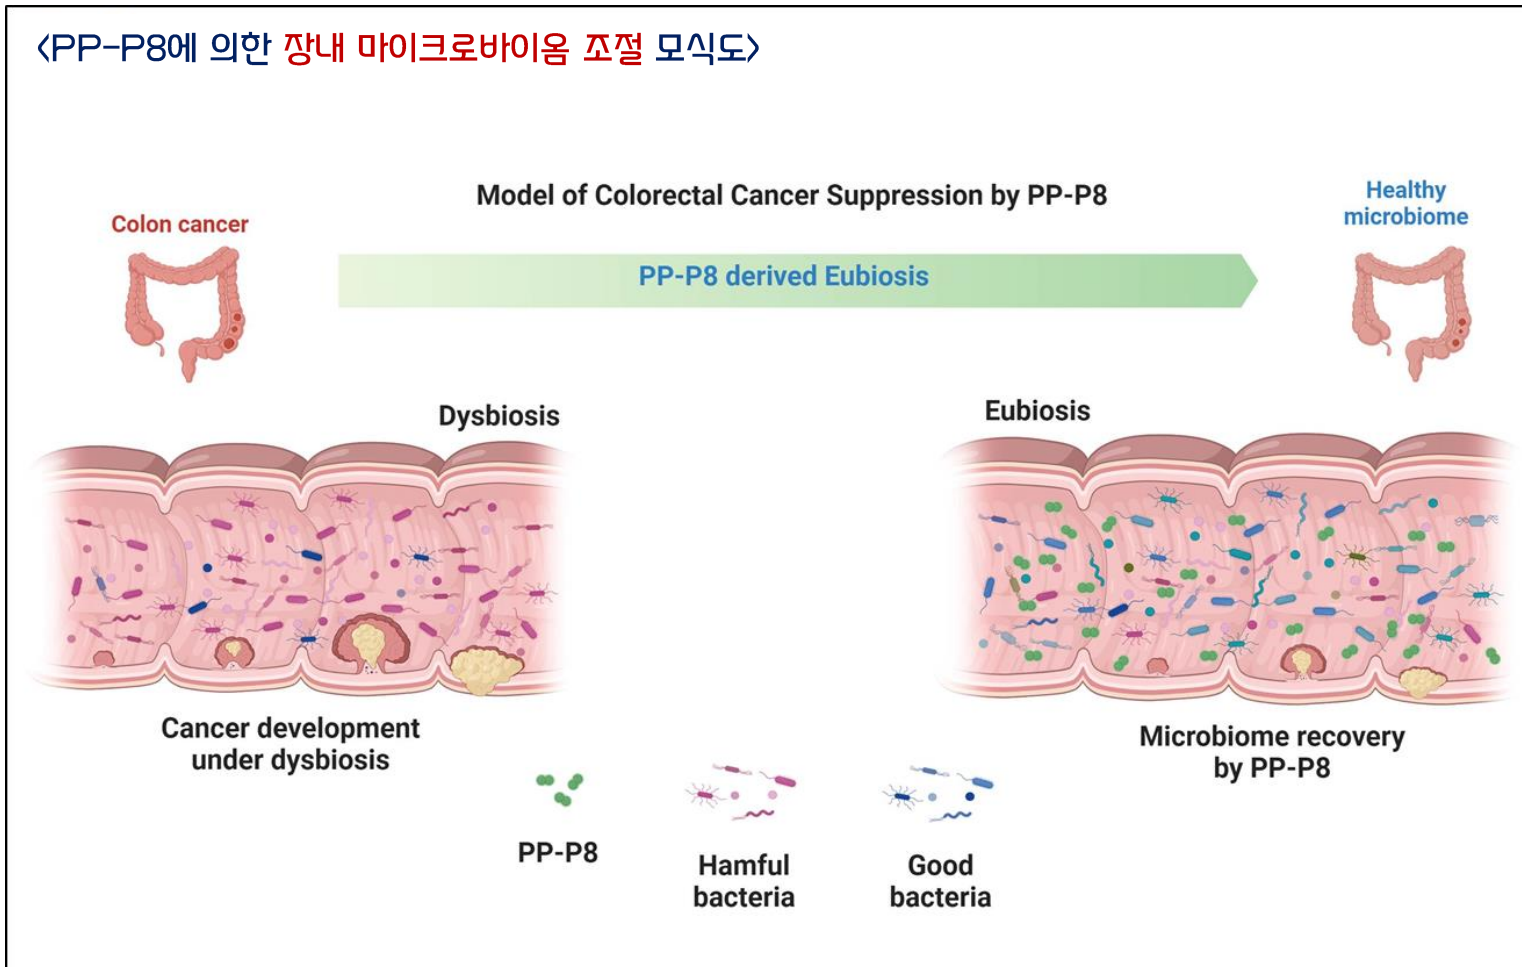 <PP-P8에 의한 장내 마이크로바이옴 조절 모식도>
Model of Colorectal Cancer Suppression by PP-P8
Colon cancer
Healthy
microbiome
PP-P8 derived Eubiosis
Dysbiosis
Eubiosis
Cancer development
under dysbiosis
Microbiome recovery
by PP-P8
PP-P8
Hamful
bacteria
Good
bacteria